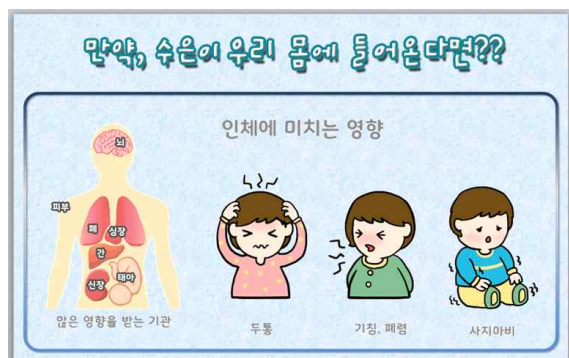 만약, 수은이 우리 몸에 들어온다면??
인체에 미치는 영향
뇌
피부
폐
심장
간
신장
태아
많은 영향을 받는 기관
두통
기침, 폐렴
사지마비